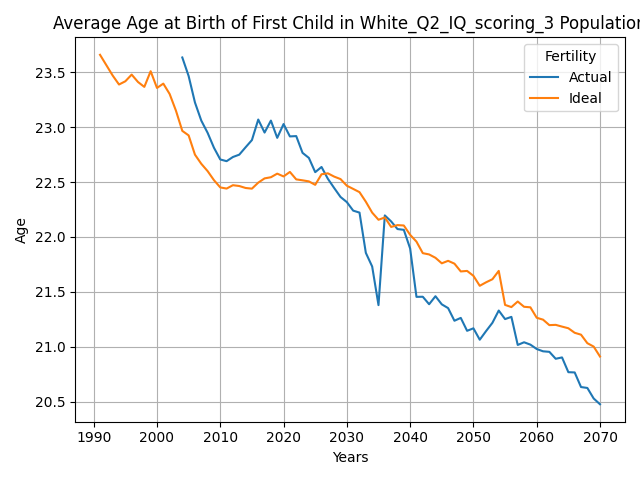 Average Age at Birth of First Child in White_Q2_IQ_scoring_3 Population
Fertility
Actual
Ideal
Age
23.5
23.0
22.5
22.0
21.5
21.0
20.5
1990 2000 2010 2020 2030 2040 2050 2060 2070
Years